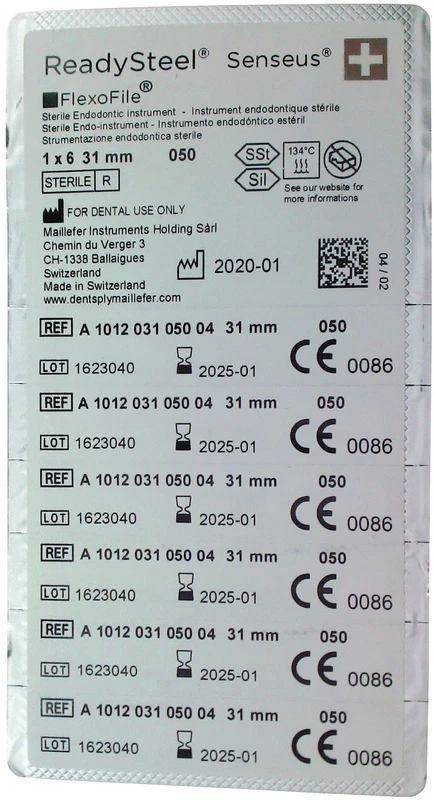 ReadySteel® Senseus®
FlexoFile®
Sterile Endodontic instrument - Instrument endodontique stérile
Sterile Endo-instrument - Instrumento endodóntico estéril
Strumentazione endodontica sterile
1 x 6 31 mm 050
SSt
134°C
STERILE R
Sil
See our website for
more informations
FOR DENTAL USE ONLY
Maillefer Instruments Holding Sàrl
Chemin du Verger 3
CH-1338 Ballaigues
Switzerland
Made in Switzerland
www.dentsplymaillefer.com
2020-01
04 / 02
REF A 1012 031 050 04 31 mm 050
LOT 1623040 2025-01 CE 0086
REF A 1012 031 050 04 31 mm 050
LOT 1623040 2025-01 CE 0086
REF A 1012 031 050 04 31 mm 050
LOT 1623040 2025-01 CE 0086
REF A 1012 031 050 04 31 mm 050
LOT 1623040 2025-01 CE 0086
REF A 1012 031 050 04 31 mm 050
LOT 1623040 2025-01 CE 0086
REF A 1012 031 050 04 31 mm 050
LOT 1623040 2025-01 CE 0086